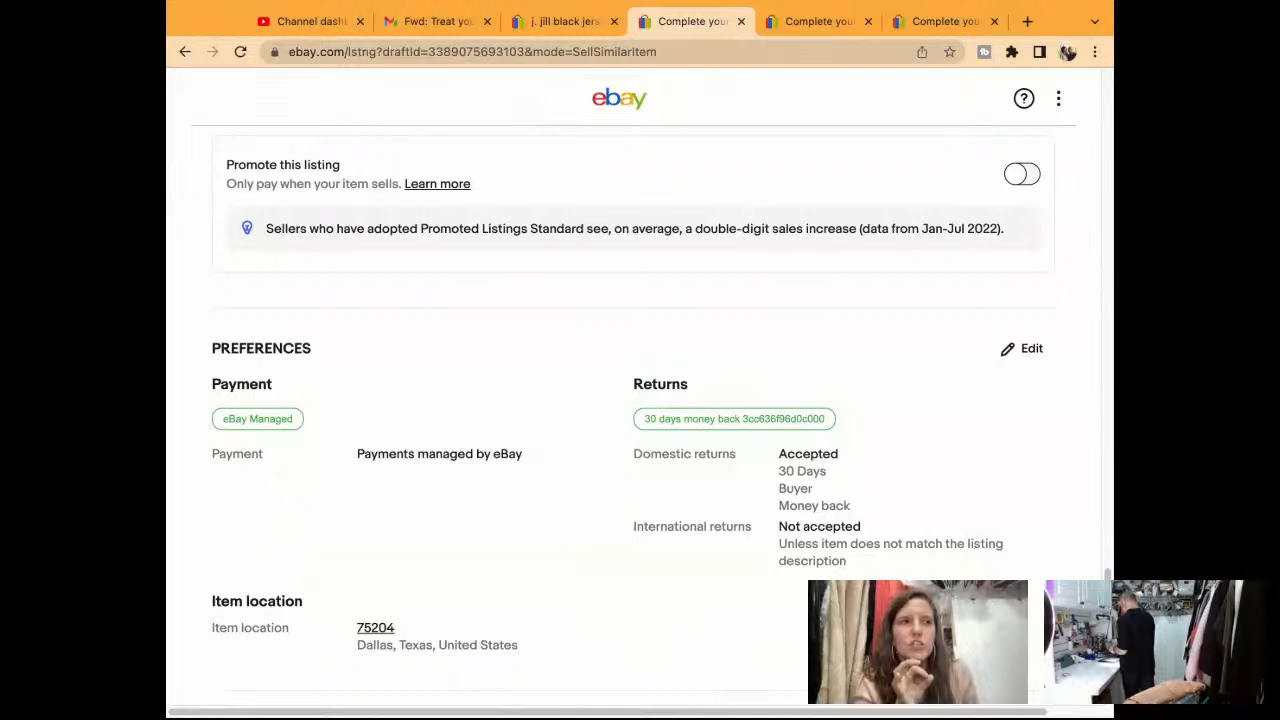 Channel dash
Fwd: Treat you
j. jill black jers
Complete your
Complete you
Complete you
ebay.com/lstng?draftId=3389075693103&mode=SellSimilarItem
ebay
Promote this listing
Only pay when your item sells. Learn more
Sellers who have adopted Promoted Listings Standard see, on average, a double-digit sales increase (data from Jan-Jul 2022).
PREFERENCES
Edit
Payment
eBay Managed
Payment
Payments managed by eBay
Returns
30 days money back 3cc636f96d0c000
Domestic returns
Accepted
30 Days
Buyer
Money back
International returns
Not accepted
Unless item does not match the listing
description
Item location
Item location
75204
Dallas, Texas, United States